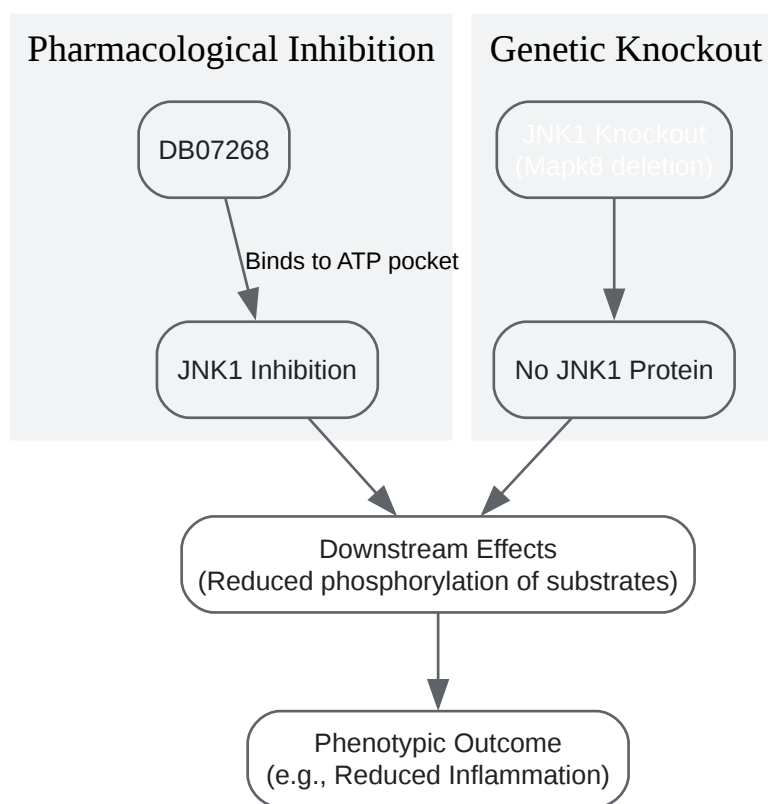 Pharmacological Inhibition
Genetic Knockout
DB07268
JNK1 Knockout
(Mapk8 deletion)
Binds to ATP pocket
JNK1 Inhibition
No JNK1 Protein
Downstream Effects
(Reduced phosphorylation of substrates)
Phenotypic Outcome
(e.g., Reduced Inflammation)